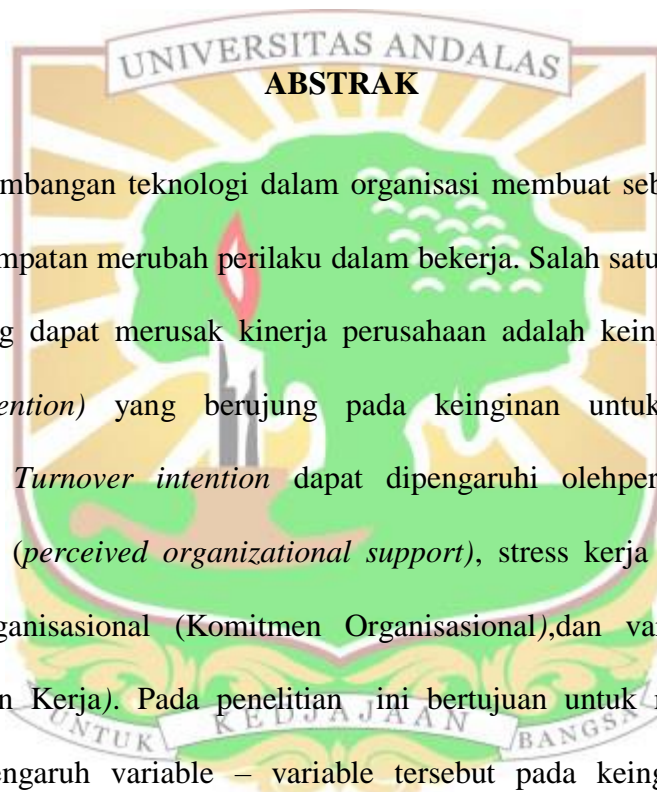 UNIVERSITAS ANDALAS
ABSTRAK
mbangan teknologi dalam organisasi membuat seb
mpatan merubah perilaku dalam bekerja. Salah satu
g dapat merusak kinerja perusahaan adalah kein
ention) yang berujung pada keinginan untuk
Turnover intention dapat dipengaruhi olehper
(perceived organizational support), stress kerja
ganisasional (Komitmen Organisasional),dan va
n Kerja). Pada penelitian ini bertujuan untuk
UNTUK KEDJAJAAN BANGSA
engaruh variable – variable tersebut pada keing